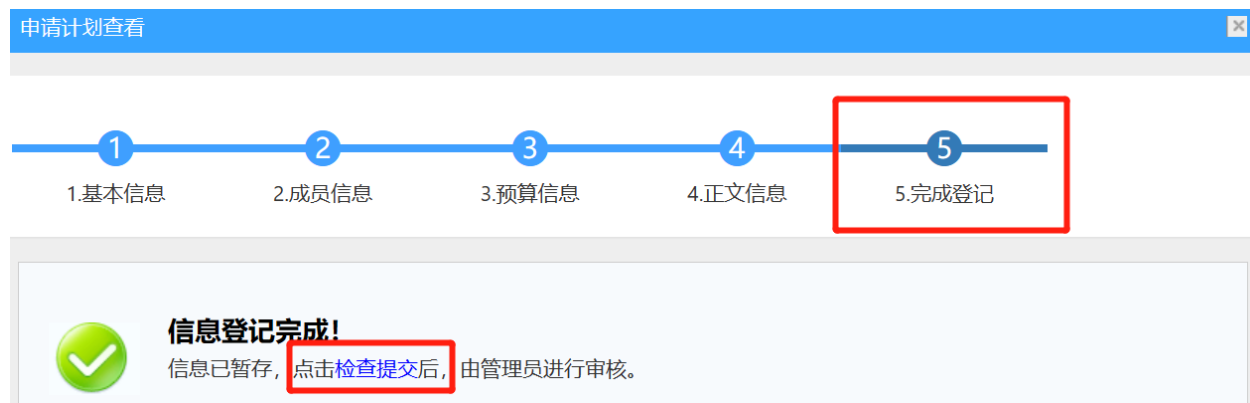 申请计划查看
1 2 3 4 5
1.基本信息 2.成员信息 3.预算信息 4.正文信息 5.完成登记
信息登记完成!
信息已暂存，点击检查提交后，由管理员进行审核。